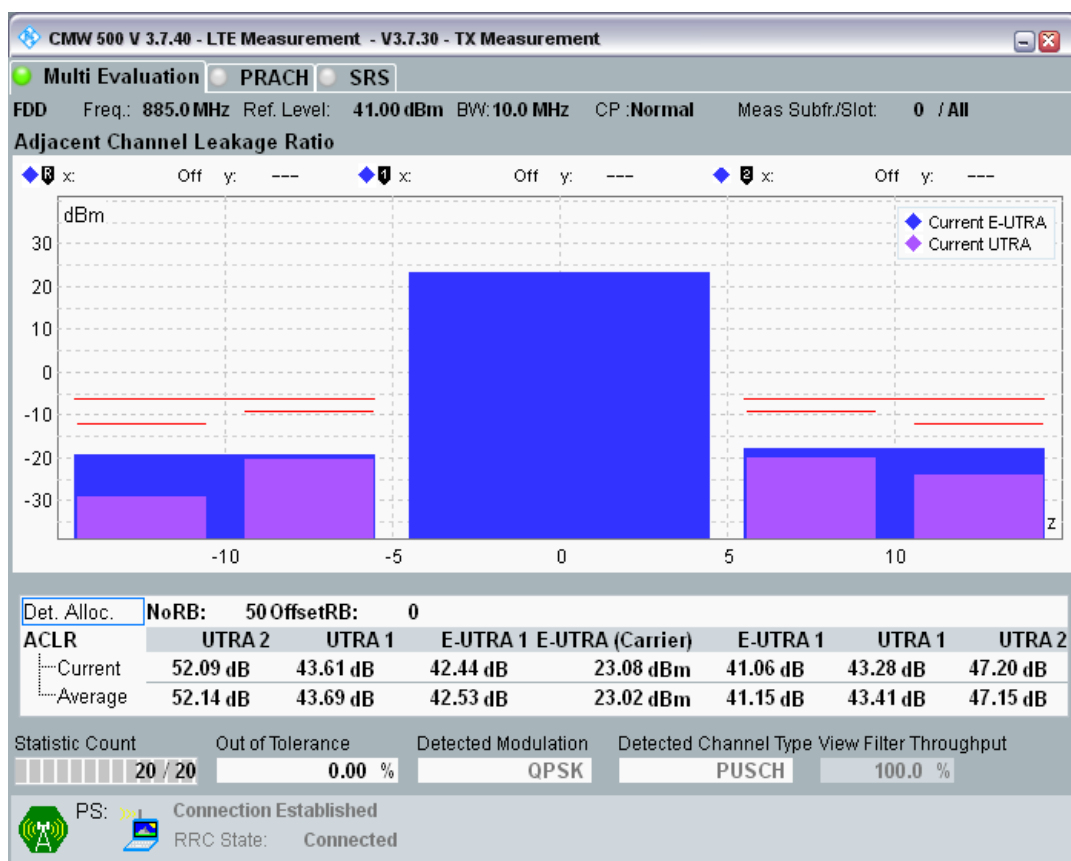 CMW 500 V 3.7.40 - LTE Measurement - V3.7.30 - TX Measurement
Multi Evaluation PRACH SRS
FDD Freq.: 885.0 MHz Ref. Level: 41.00 dBm BW: 10.0 MHz CP :Normal Meas Subfr./Slot: 0 / All
Adjacent Channel Leakage Ratio
R x: Off y: --- 1 x: Off y: --- 2 x: Off y: ---
dBm
Current E-UTRA
Current UTRA
30
20
10
0
-10
-20
-30
z
-10 -5 0 5 10
Det. Alloc. NoRB: 50 OffsetRB: 0
ACLR UTRA 2 UTRA 1 E-UTRA 1 E-UTRA (Carrier) E-UTRA 1 UTRA 1 UTRA 2
Current 52.09 dB 43.61 dB 42.44 dB 23.08 dBm 41.06 dB 43.28 dB 47.20 dB
Average 52.14 dB 43.69 dB 42.53 dB 23.02 dBm 41.15 dB 43.41 dB 47.15 dB
Statistic Count Out of Tolerance Detected Modulation Detected Channel Type View Filter Throughput
20 / 20 0.00 % QPSK PUSCH 100.0 %
PS: Connection Established
RRC State: Connected